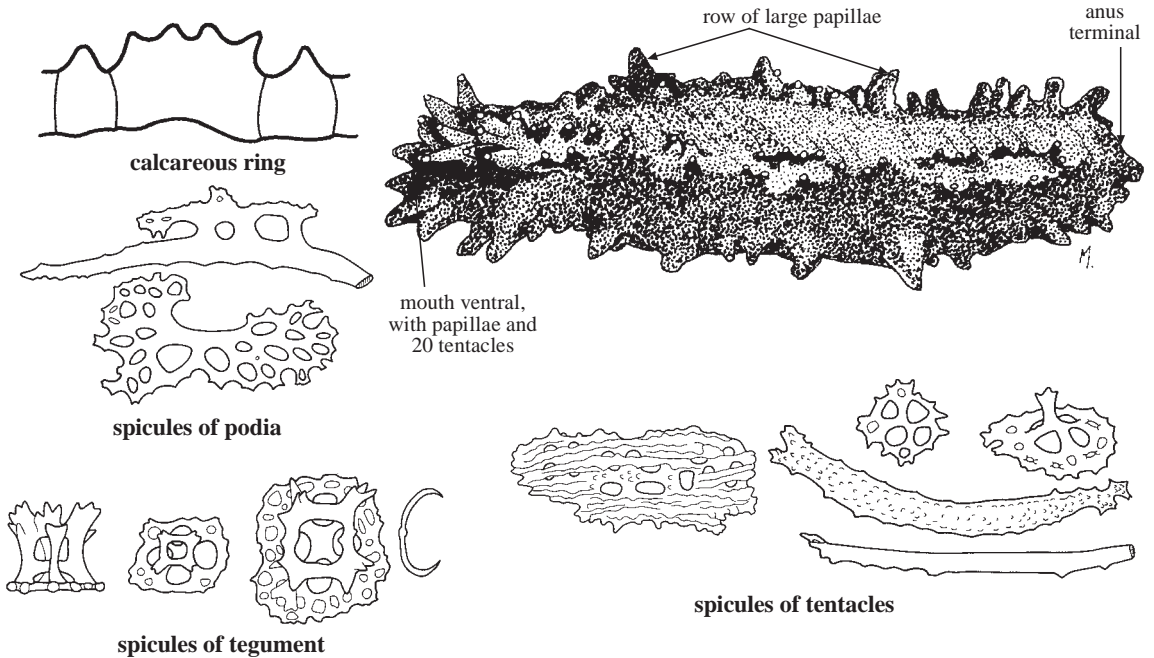 row of large papillae
anus
terminal
calcareous ring
M.
mouth ventral,
with papillae and
20 tentacles
spicules of podia
spicules of tentacles
spicules of tegument